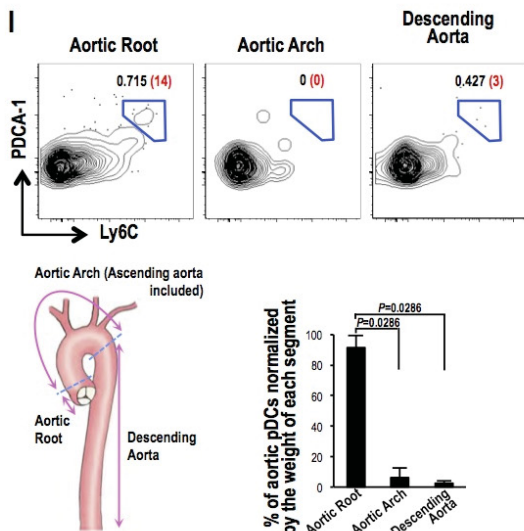 I
Aortic Root
Aortic Arch
Descending
Aorta
0.715 (14)
0 (0)
0.427 (3)
PDCA-1
Ly6C
Aortic Arch (Ascending aorta
included)
Aortic
Root
Descending
Aorta
% of aortic pDCs normalized
by the weight of each segment
P=0.0286
P=0.0286
100
80
60
40
20
0
Aortic Root
Aortic Arch
Descending
Aorta